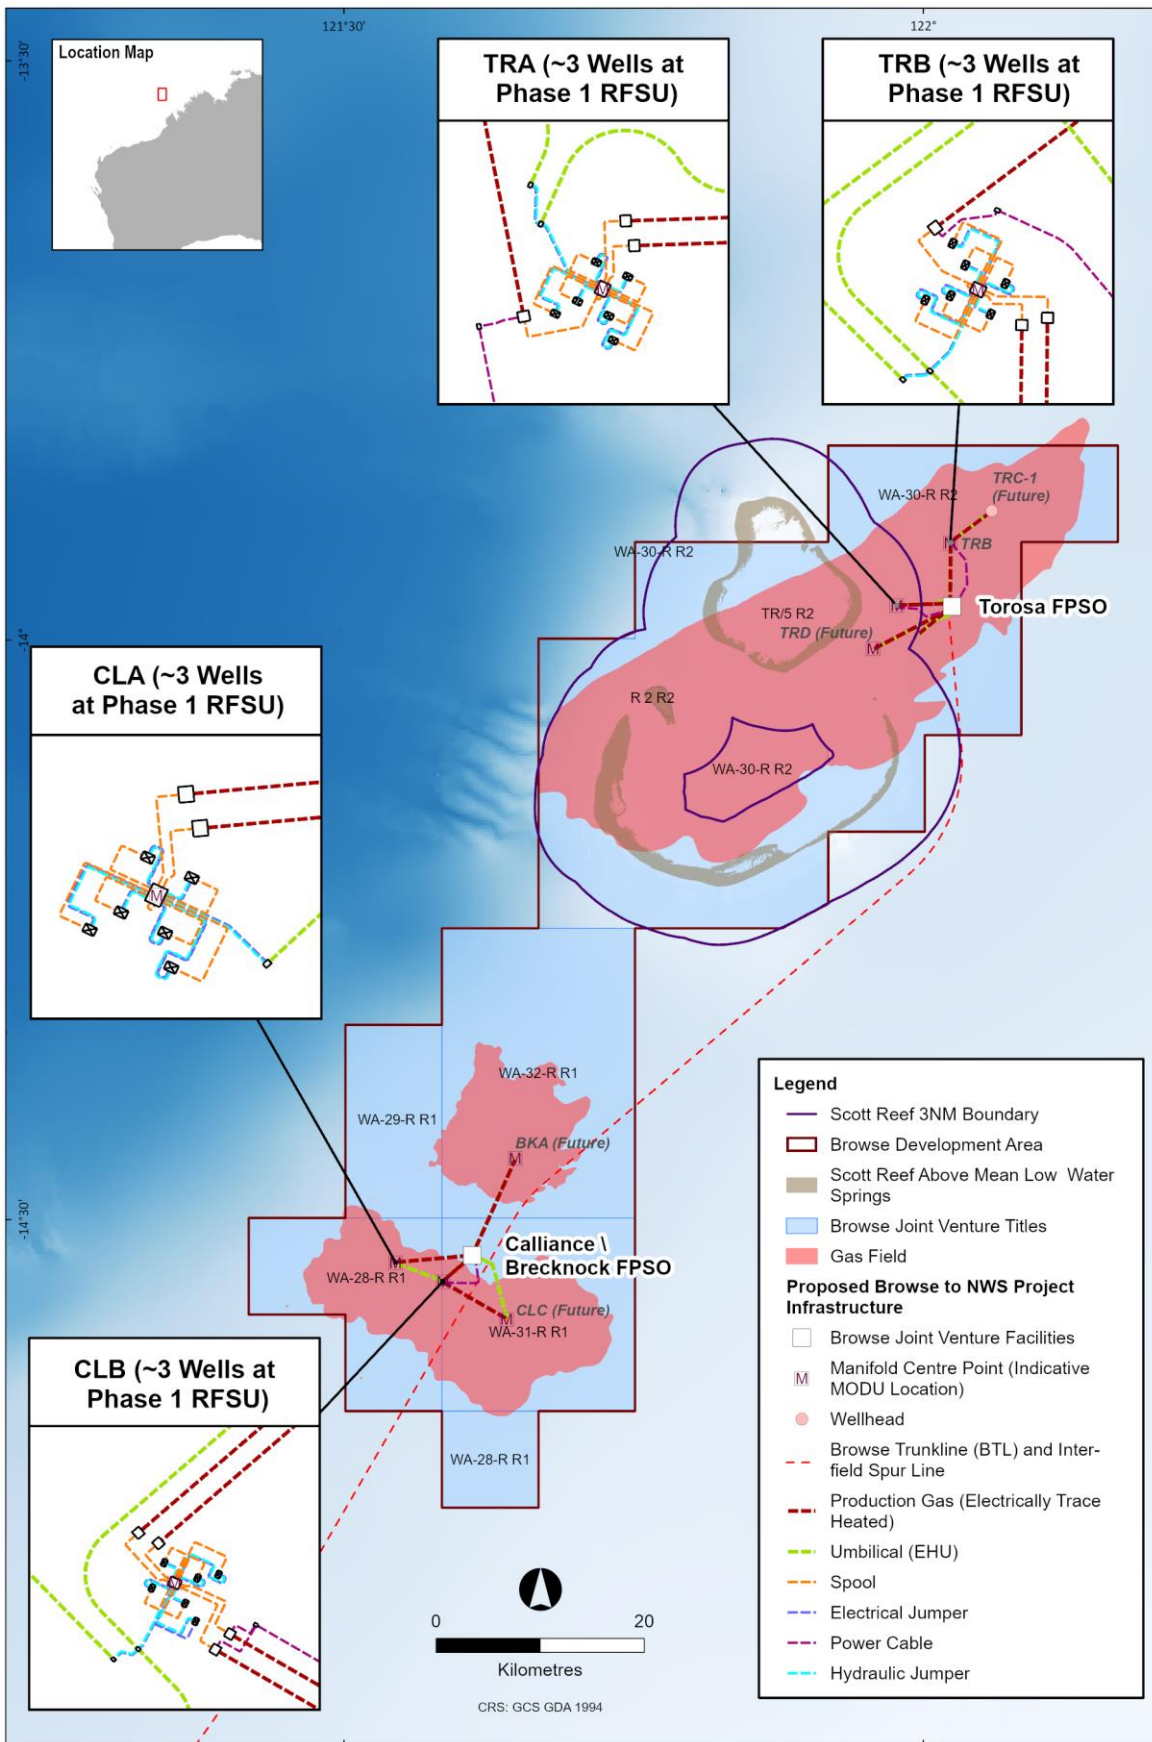 121°30'
122°
-13°30'
Location Map
TRA (~3 Wells at
Phase 1 RFSU)
TRB (~3 Wells at
Phase 1 RFSU)
M
M
WA-30-R R2
TRC-1
(Future)
WA-30-R R2
M
TRB
M
TR/5 R2
Torosa FPSO
TRD (Future)
M
-14°
CLA (~3 Wells
at Phase 1 RFSU)
R 2 R2
WA-30-R R2
M
WA-32-R R1
WA-29-R R1
BKA (Future)
M
-14°30'
Calliance \
Brecknock FPSO
M
WA-28-R R1
CLC (Future)
M
WA-31-R R1
CLB (~3 Wells at
Phase 1 RFSU)
WA-28-R R1
M
0
20
Kilometres
CRS: GCS GDA 1994
Legend
Scott Reef 3NM Boundary
Browse Development Area
Scott Reef Above Mean Low Water
Springs
Browse Joint Venture Titles
Gas Field
Proposed Browse to NWS Project
Infrastructure
Browse Joint Venture Facilities
M
Manifold Centre Point (Indicative
MODU Location)
Wellhead
Browse Trunkline (BTL) and Inter-
field Spur Line
Production Gas (Electrically Trace
Heated)
Umbilical (EHU)
Spool
Electrical Jumper
Power Cable
Hydraulic Jumper